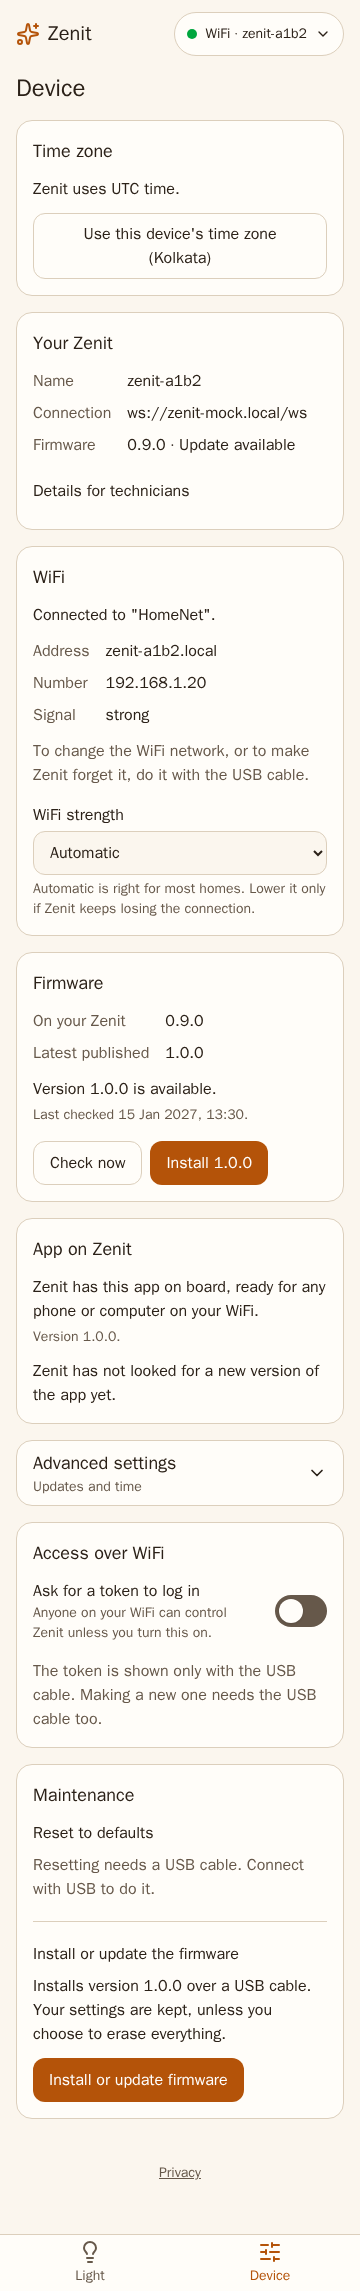 Zenit
WiFi · zenit-a1b2
Device
Time zone
Zenit uses UTC time.
Use this device's time zone
(Kolkata)
Your Zenit
Name zenit-a1b2
Connection ws://zenit-mock.local/ws
Firmware 0.9.0 · Update available
Details for technicians
WiFi
Connected to "HomeNet".
Address zenit-a1b2.local
Number 192.168.1.20
Signal strong
To change the WiFi network, or to make
Zenit forget it, do it with the USB cable.
WiFi strength
Automatic
Automatic is right for most homes. Lower it only
if Zenit keeps losing the connection.
Firmware
On your Zenit 0.9.0
Latest published 1.0.0
Version 1.0.0 is available.
Last checked 15 Jan 2027, 13:30.
Check now Install 1.0.0
App on Zenit
Zenit has this app on board, ready for any
phone or computer on your WiFi.
Version 1.0.0.
Zenit has not looked for a new version of
the app yet.
Advanced settings
Updates and time
Access over WiFi
Ask for a token to log in
Anyone on your WiFi can control
Zenit unless you turn this on.
The token is shown only with the USB
cable. Making a new one needs the USB
cable too.
Maintenance
Reset to defaults
Resetting needs a USB cable. Connect
with USB to do it.
Install or update the firmware
Installs version 1.0.0 over a USB cable.
Your settings are kept, unless you
choose to erase everything.
Install or update firmware
Privacy
Light Device